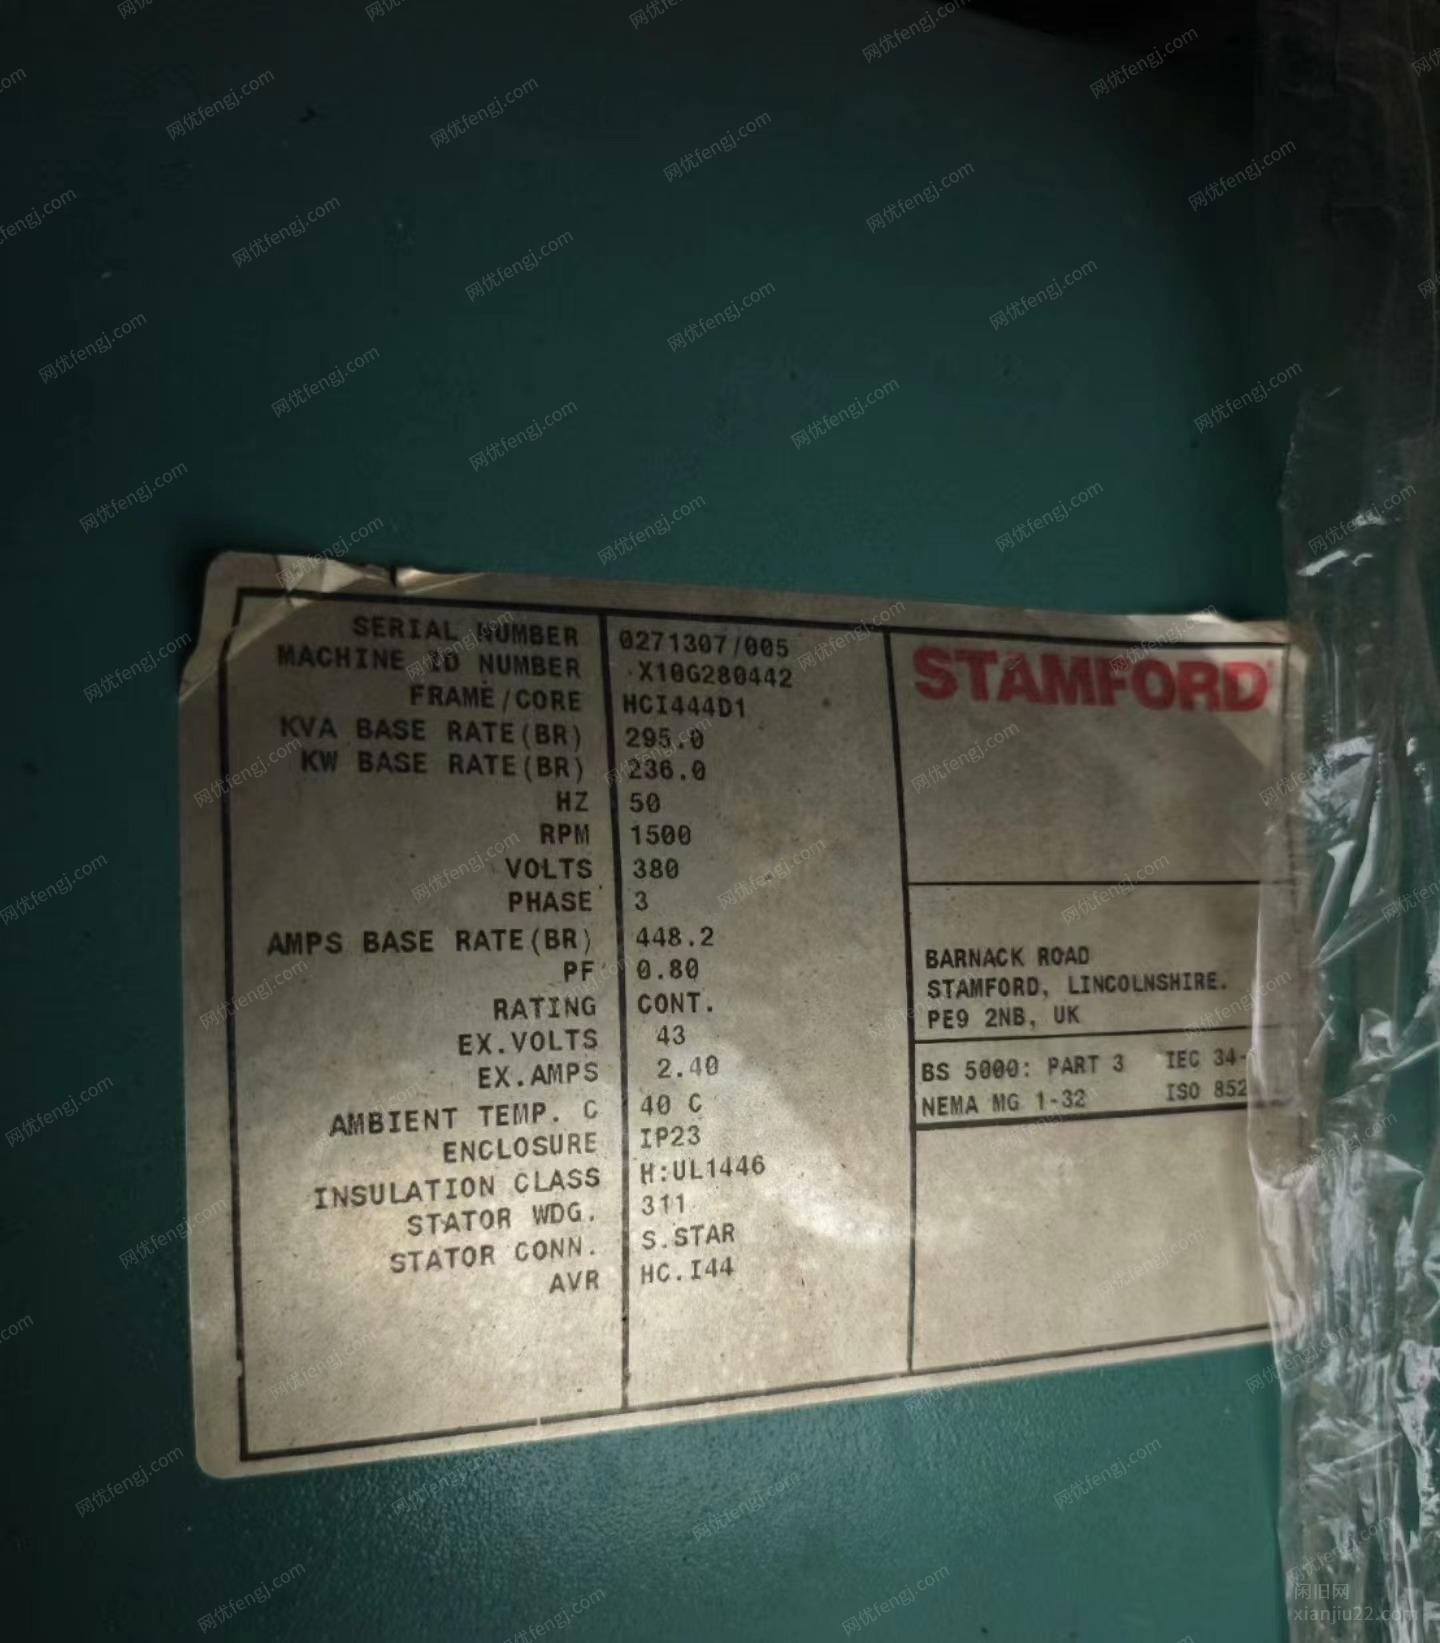 SERIAL NUMBER 0271307/005
MACHINE ID NUMBER X10G280442
FRAME/CORE HCI444D1
KVA BASE RATE(BR) 295.0
KW BASE RATE(BR) 236.0
HZ 50
RPM 1500
VOLTS 380
PHASE 3
AMPS BASE RATE(BR) 448.2
PF 0.80
RATING CONT.
EX.VOLTS 43
EX.AMPS 2.40
AMBIENT TEMP. C 40 C
ENCLOSURE IP23
INSULATION CLASS H:UL1446
STATOR WDG. 311
STATOR CONN. S.STAR
AVR HC.I44
STAMFORD
BARNACK ROAD
STAMFORD, LINCOLNSHIRE.
PE9 2NB, UK
BS 5000: PART 3 IEC 34-
NEMA MG 1-32 ISO 852
网优fengj.com
闲旧网
xianjiu22.com